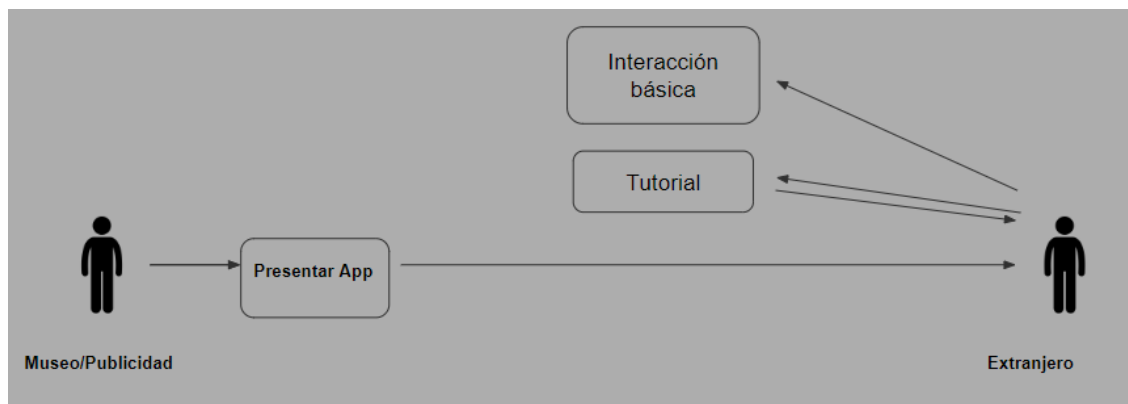 Interacción
básica
Tutorial
Presentar App
Museo/Publicidad
Extranjero